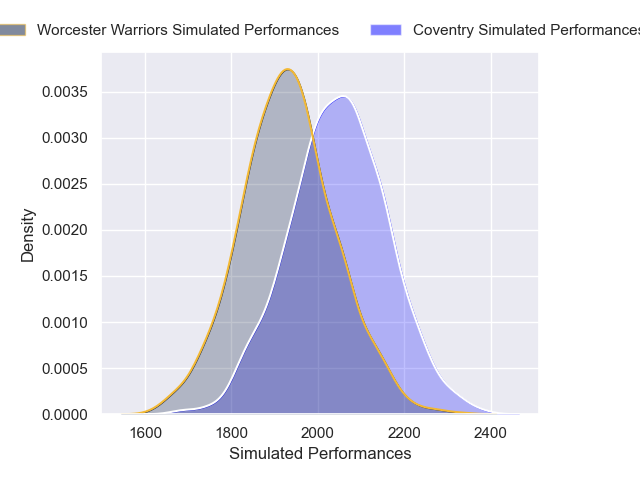 Worcester Warriors Simulated Performances
Coventry Simulated Performances
0.0035
0.0030
0.0025
0.0020
0.0015
0.0010
0.0005
0.0000
Density
1600 1800 2000 2200 2400
Simulated Performances